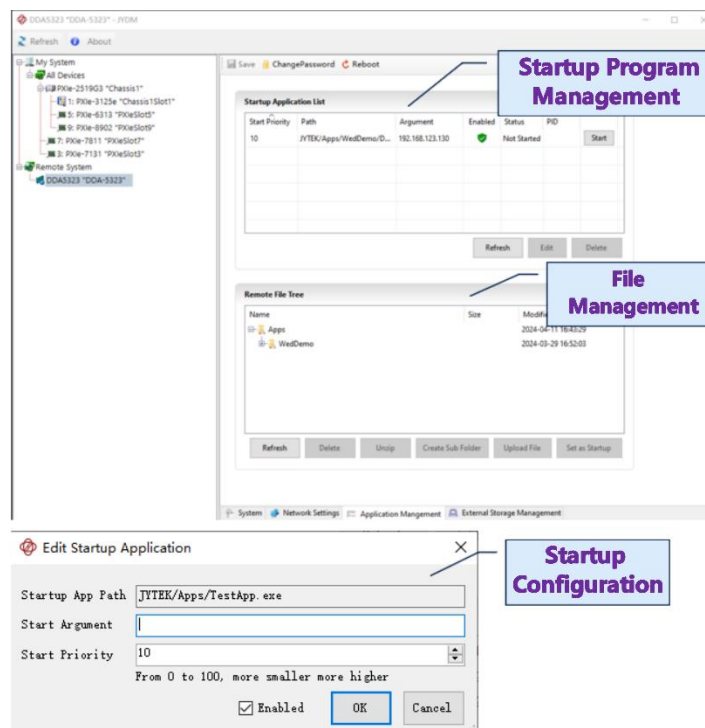 DDA5323 "DDA-5323" - JYDM
Refresh About
My System
All Devices
PXIe-2519G3 "Chassis1"
1: PXIe-3125e "Chassis1Slot1"
5: PXIe-6313 "PXIeSlot5"
9: PXIe-8902 "PXIeSlot9"
7: PXIe-7811 "PXIeSlot7"
3: PXIe-7131 "PXIeSlot3"
Remote System
DDA5323 "DDA-5323"
Save ChangePassword Reboot
Startup Program
Management
Startup Application List
Start Priority Path Argument Enabled Status PID
10 JYTEK/Apps/WedDemo/D... 192.168.123.130 Not Started Start
Refresh Edit Delete
File
Management
Remote File Tree
Name Size
Apps 2024-04-11 16:43:29
WedDemo 2024-03-29 16:52:03
Refresh Delete Unzip Create Sub Folder Upload File Set as Startup
System Network Settings Application Mangement External Storage Management
Edit Startup Application
Startup
Configuration
Startup App Path JYTEK/Apps/TestApp.exe
Start Argument
Start Priority 10
From 0 to 100, more smaller more higher
Enabled OK Cancel